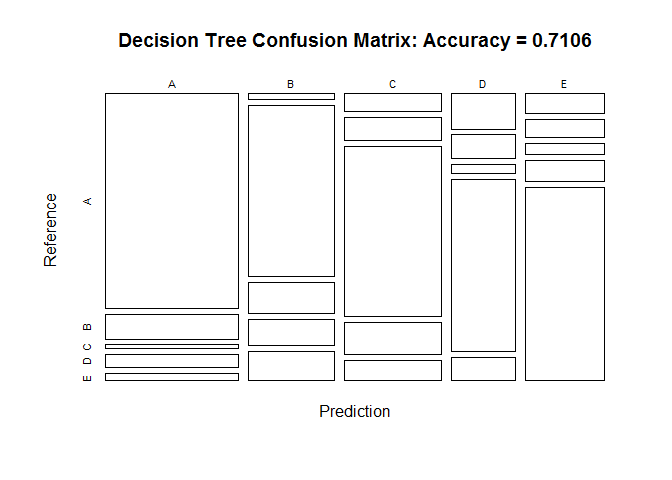 Decision Tree Confusion Matrix: Accuracy = 0.7106
A B C D E
Reference
A
B
C
D
E
Prediction